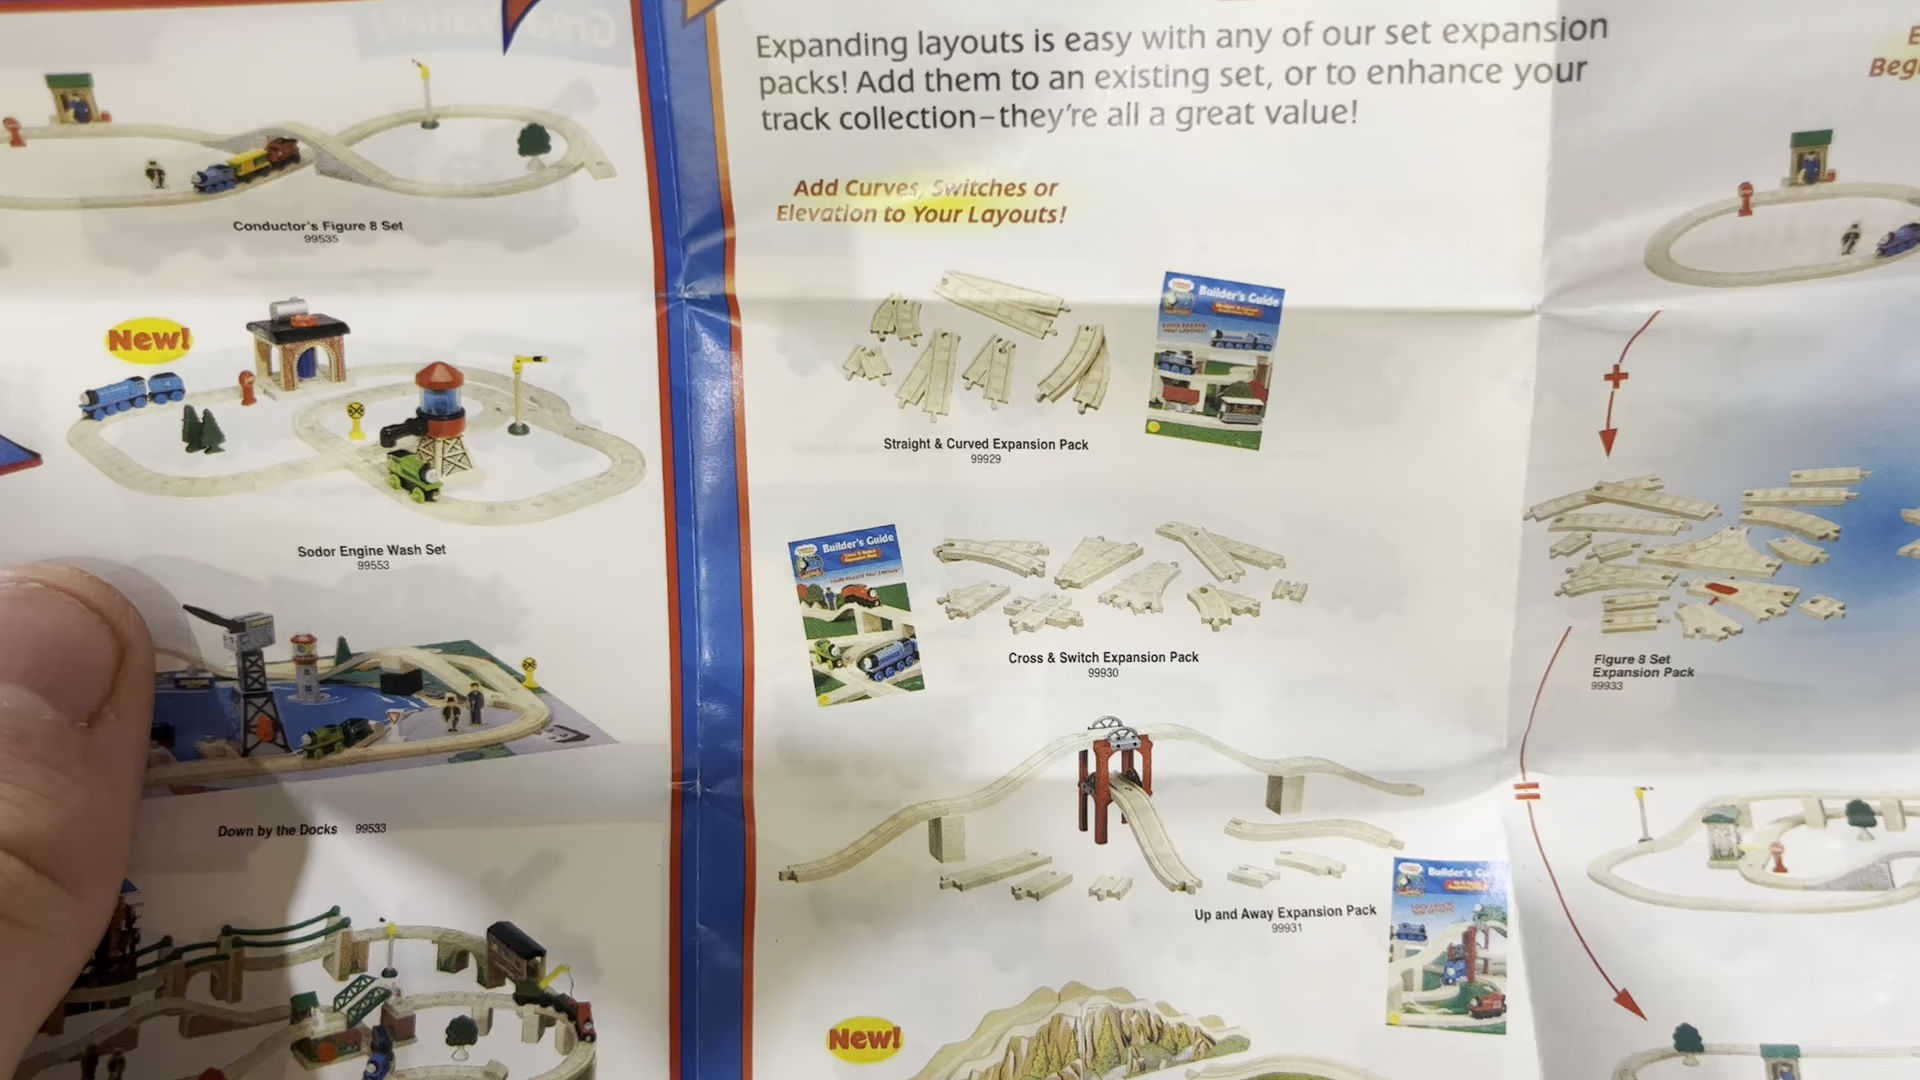 Conductor's Figure 8 Set
99535
New!
Sodor Engine Wash Set
99553
Down by the Docks 99533
Expanding layouts is easy with any of our set expansion
packs! Add them to an existing set, or to enhance your
track collection–they're all a great value!
Add Curves, Switches or
Elevation to Your Layouts!
Builder's Guide
Straight & Curved Expansion Pack
99929
Builder's Guide
Cross & Switch Expansion Pack
99930
Up and Away Expansion Pack
99931
Builder's Gu
New!
E
Beg
+
Figure 8 Set
Expansion Pack
99933
=